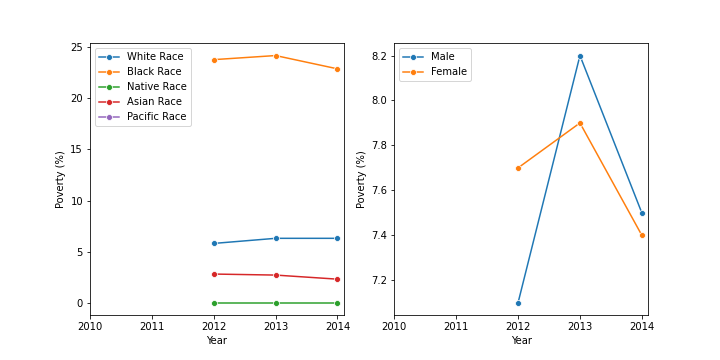 25
20
15
10
5
0
Poverty (%)
White Race
Black Race
Native Race
Asian Race
Pacific Race
2010 2011 2012 2013 2014
Year
8.2
8.0
7.8
7.6
7.4
7.2
Poverty (%)
Male
Female
2010 2011 2012 2013 2014
Year